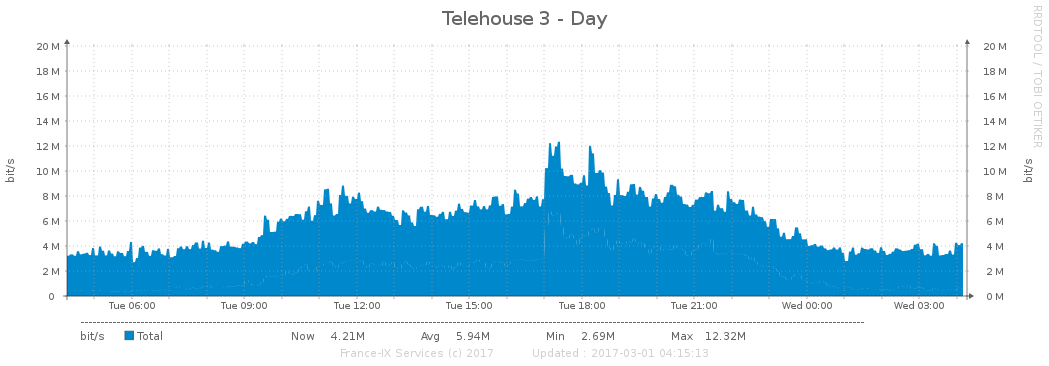 Telehouse 3 - Day
RRDTOOL / TOBI OETIKER
bit/s
20 M 20 M
18 M 18 M
16 M 16 M
14 M 14 M
12 M 12 M
10 M 10 M
8 M 8 M
6 M 6 M
4 M 4 M
2 M 2 M
0 0 M
bit/s
Tue 06:00 Tue 09:00 Tue 12:00 Tue 15:00 Tue 18:00 Tue 21:00 Wed 00:00 Wed 03:00
bit/s Total Now 4.21M Avg 5.94M Min 2.69M Max 12.32M
France-IX Services (c) 2017 Updated : 2017-03-01 04:15:13